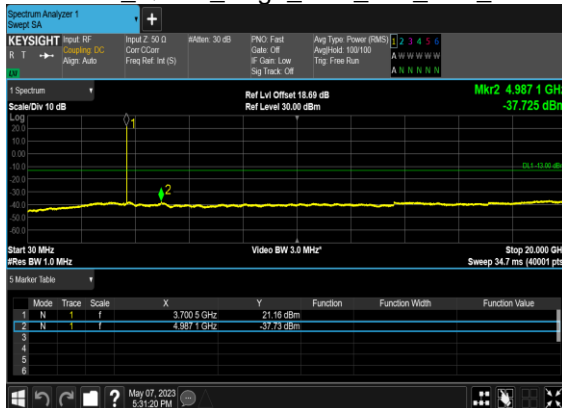 Spectrum Analyzer 1
Swept SA
+
KEYSIGHT Input: RF Input Z: 50 Ω #Atten: 30 dB PNO: Fast Avg Type: Power (RMS) 1 2 3 4 5 6
R T Coupling: DC Corr CCorr Gate: Off Avg|Hold: 100/100 A W W W W W
Align: Auto Freq Ref: Int (S) IF Gain: Low Trig: Free Run
Sig Track: Off A N N N N N
1 Spectrum Ref Lvl Offset 18.69 dB Mkr2 4.987 1 GHz
Scale/Div 10 dB Ref Level 30.00 dBm -37.725 dBm
Log
20.0
10.0
0.00
-10.0
-20.0
-30.0
-40.0
-50.0
-60.0
1
2
DL1 -13.00 dBm
Start 30 MHz Video BW 3.0 MHz* Stop 20.000 GH
#Res BW 1.0 MHz Sweep 34.7 ms (40001 pts
5 Marker Table
Mode Trace Scale X Y Function Function Width Function Value
1 N 1 f 3.700 5 GHz 21.16 dBm
2 N 1 f 4.987 1 GHz -37.73 dBm
3
4
5
6
? May 07, 2023
5:31:20 PM